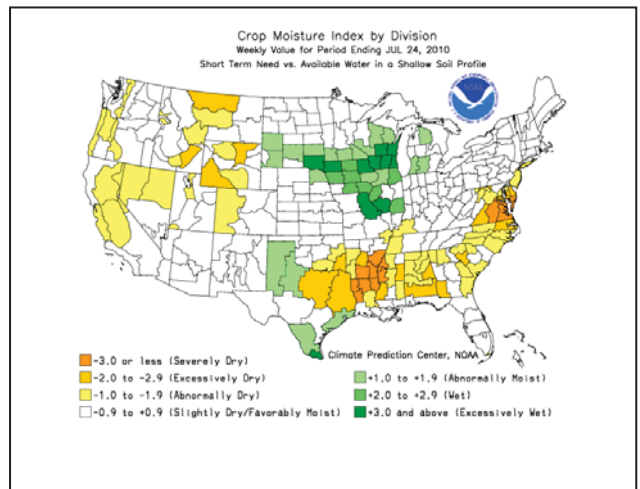 Crop Moisture Index by Division
Weekly Value for Period Ending JUL 24, 2010
Short Term Need vs. Available Water in a Shallow Soil Profile
Climate Prediction Center, NOAA
-3.0 or less (Severely Dry)
-2.0 to -2.9 (Excessively Dry)
-1.0 to -1.9 (Abnormally Dry)
-0.9 to +0.9 (Slightly Dry/Favorably Moist)
+1.0 to +1.9 (Abnormally Moist)
+2.0 to +2.9 (Wet)
+3.0 and above (Excessively Wet)